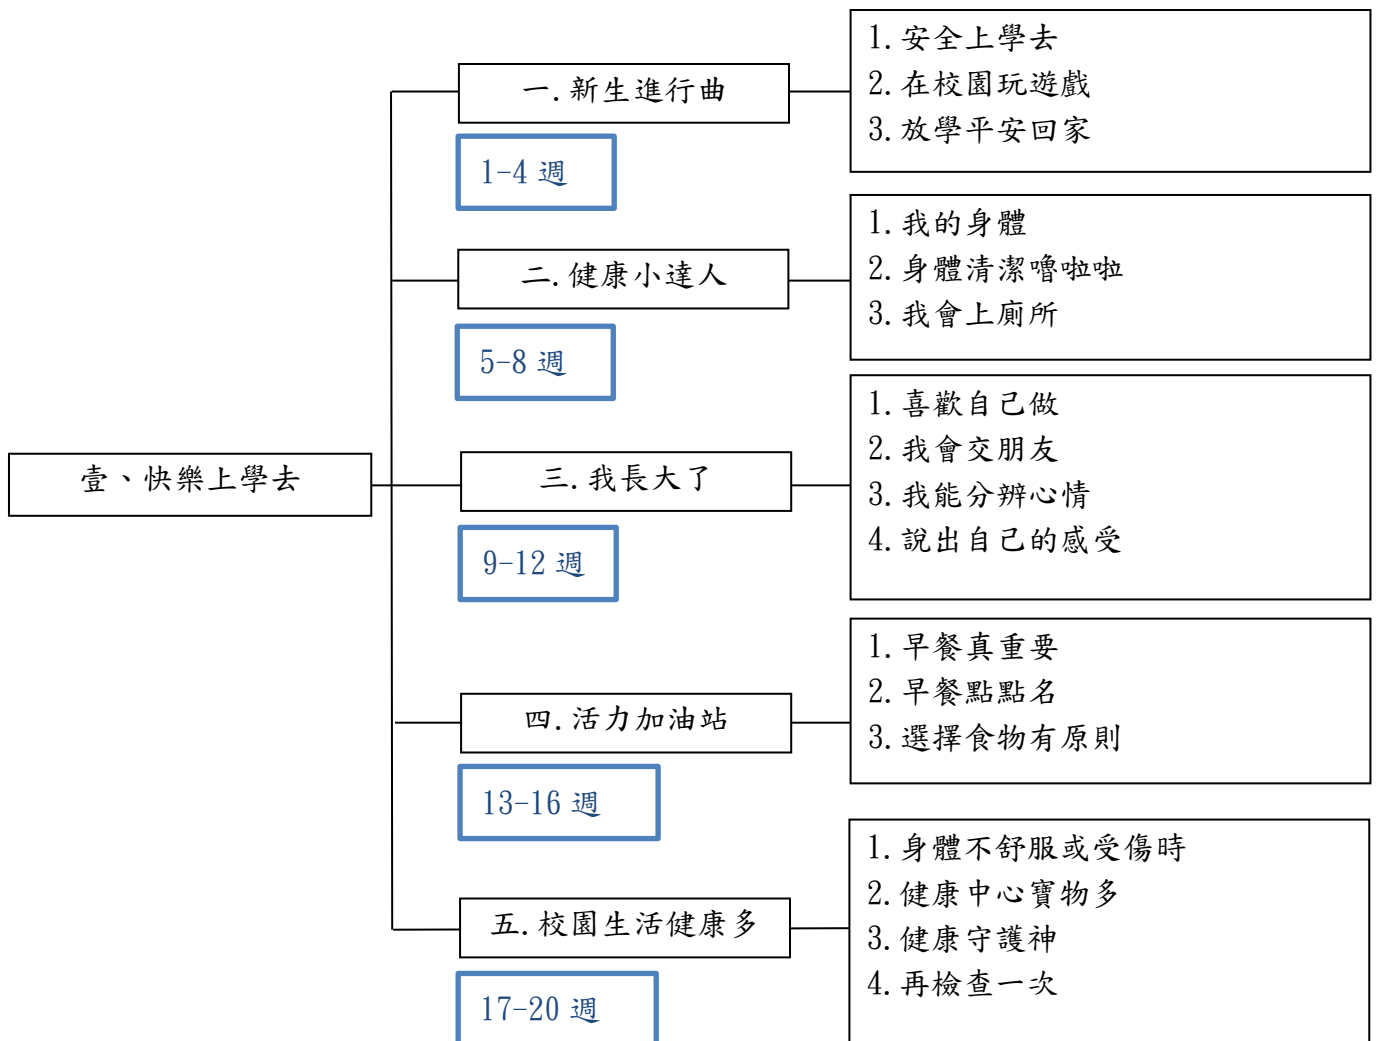 壹、快樂上學去
一.新生進行曲
1-4 週
1.安全上學去
2.在校園玩遊戲
3.放學平安回家
二.健康小達人
5-8 週
1.我的身體
2.身體清潔嚕啦啦
3.我會上廁所
三.我長大了
9-12 週
1.喜歡自己做
2.我會交朋友
3.我能分辨心情
4.說出自己的感受
四.活力加油站
13-16 週
1.早餐真重要
2.早餐點點名
3.選擇食物有原則
五.校園生活健康多
17-20 週
1.身體不舒服或受傷時
2.健康中心寶物多
3.健康守護神
4.再檢查一次